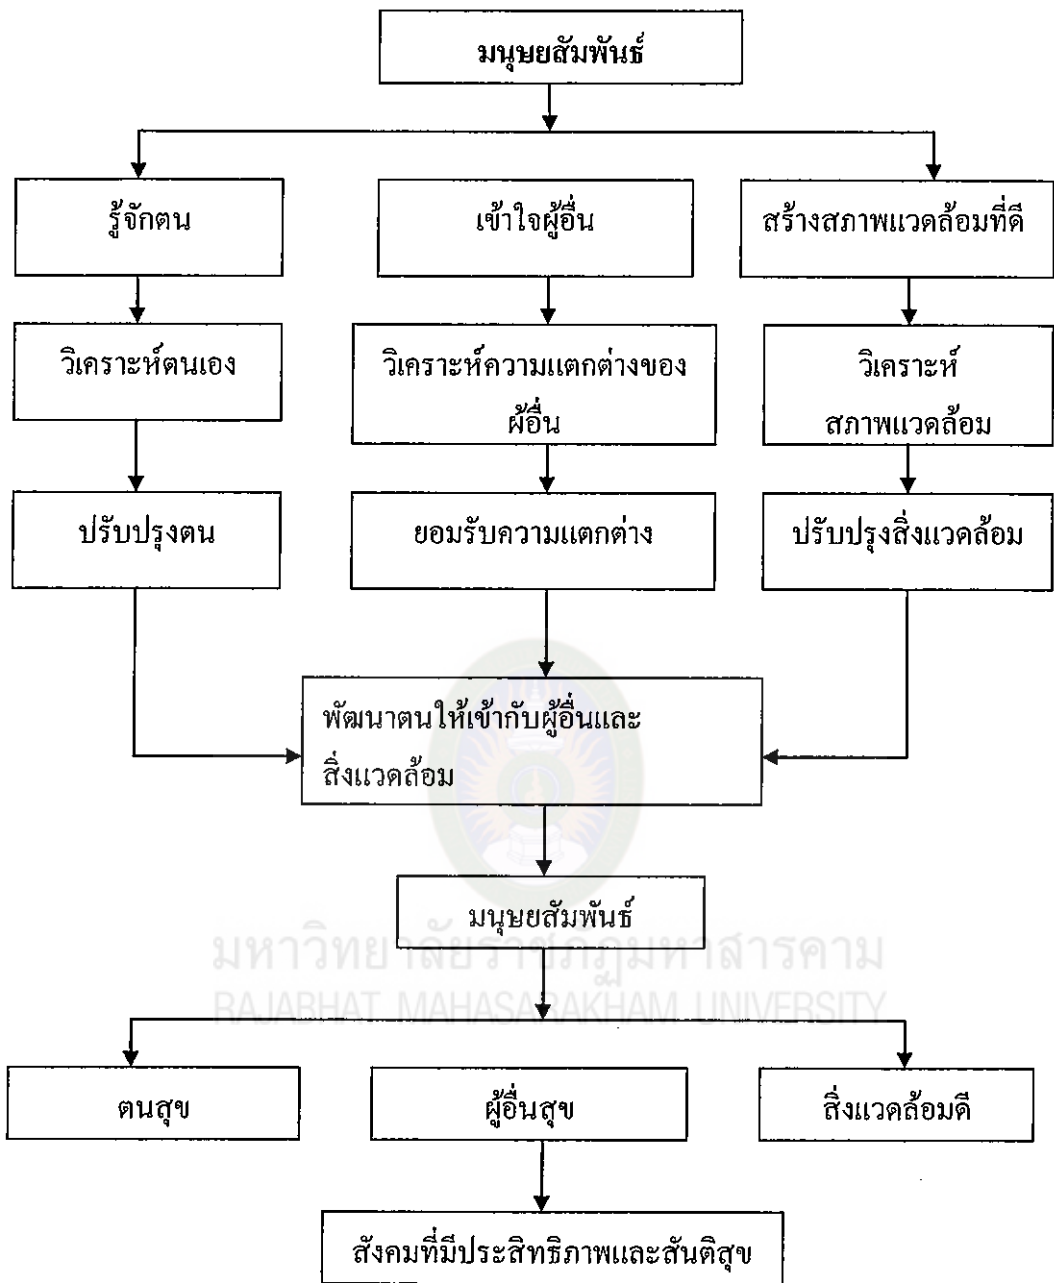 มนุษยสัมพันธ์
รู้จักตน
เข้าใจผู้อื่น
สร้างสภาพแวดล้อมที่ดี
วิเคราะห์ตนเอง
วิเคราะห์ความแตกต่างของ
ผู้อื่น
วิเคราะห์
สภาพแวดล้อม
ปรับปรุงตน
ยอมรับความแตกต่าง
ปรับปรุงสิ่งแวดล้อม
พัฒนาตนให้เข้ากับผู้อื่นและ
สิ่งแวดล้อม
มนุษยสัมพันธ์
มหาวิทยาลัยราชภัฏมหาสารคาม
RAJABHAT MAHASARAKHAM UNIVERSITY
ตนสุข
ผู้อื่นสุข
สิ่งแวดล้อมดี
สังคมที่มีประสิทธิภาพและสันติสุข